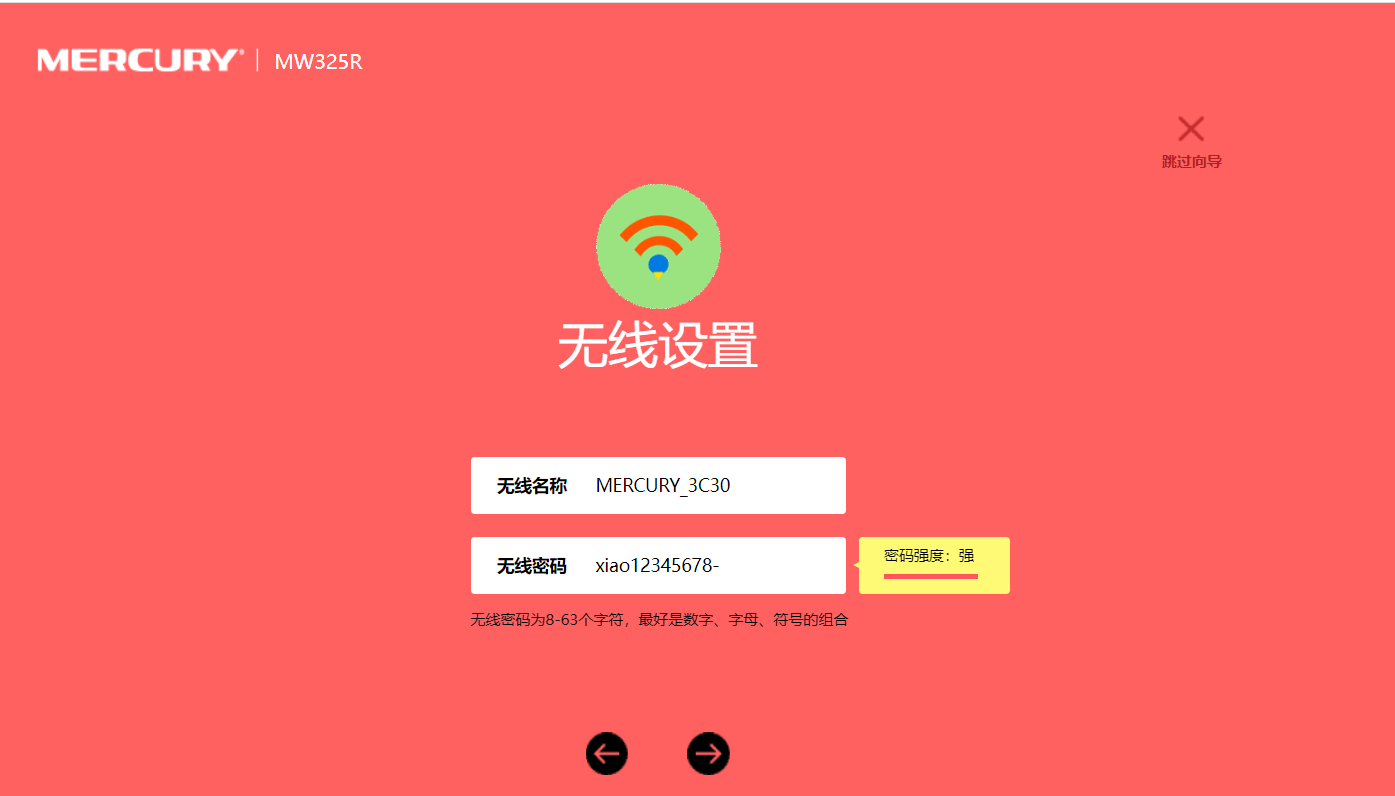 MERCURY® | MW325R
跳过向导
无线设置
无线名称 MERCURY_3C30
无线密码 xiao12345678-
密码强度：强
无线密码为8-63个字符，最好是数字、字母、符号的组合